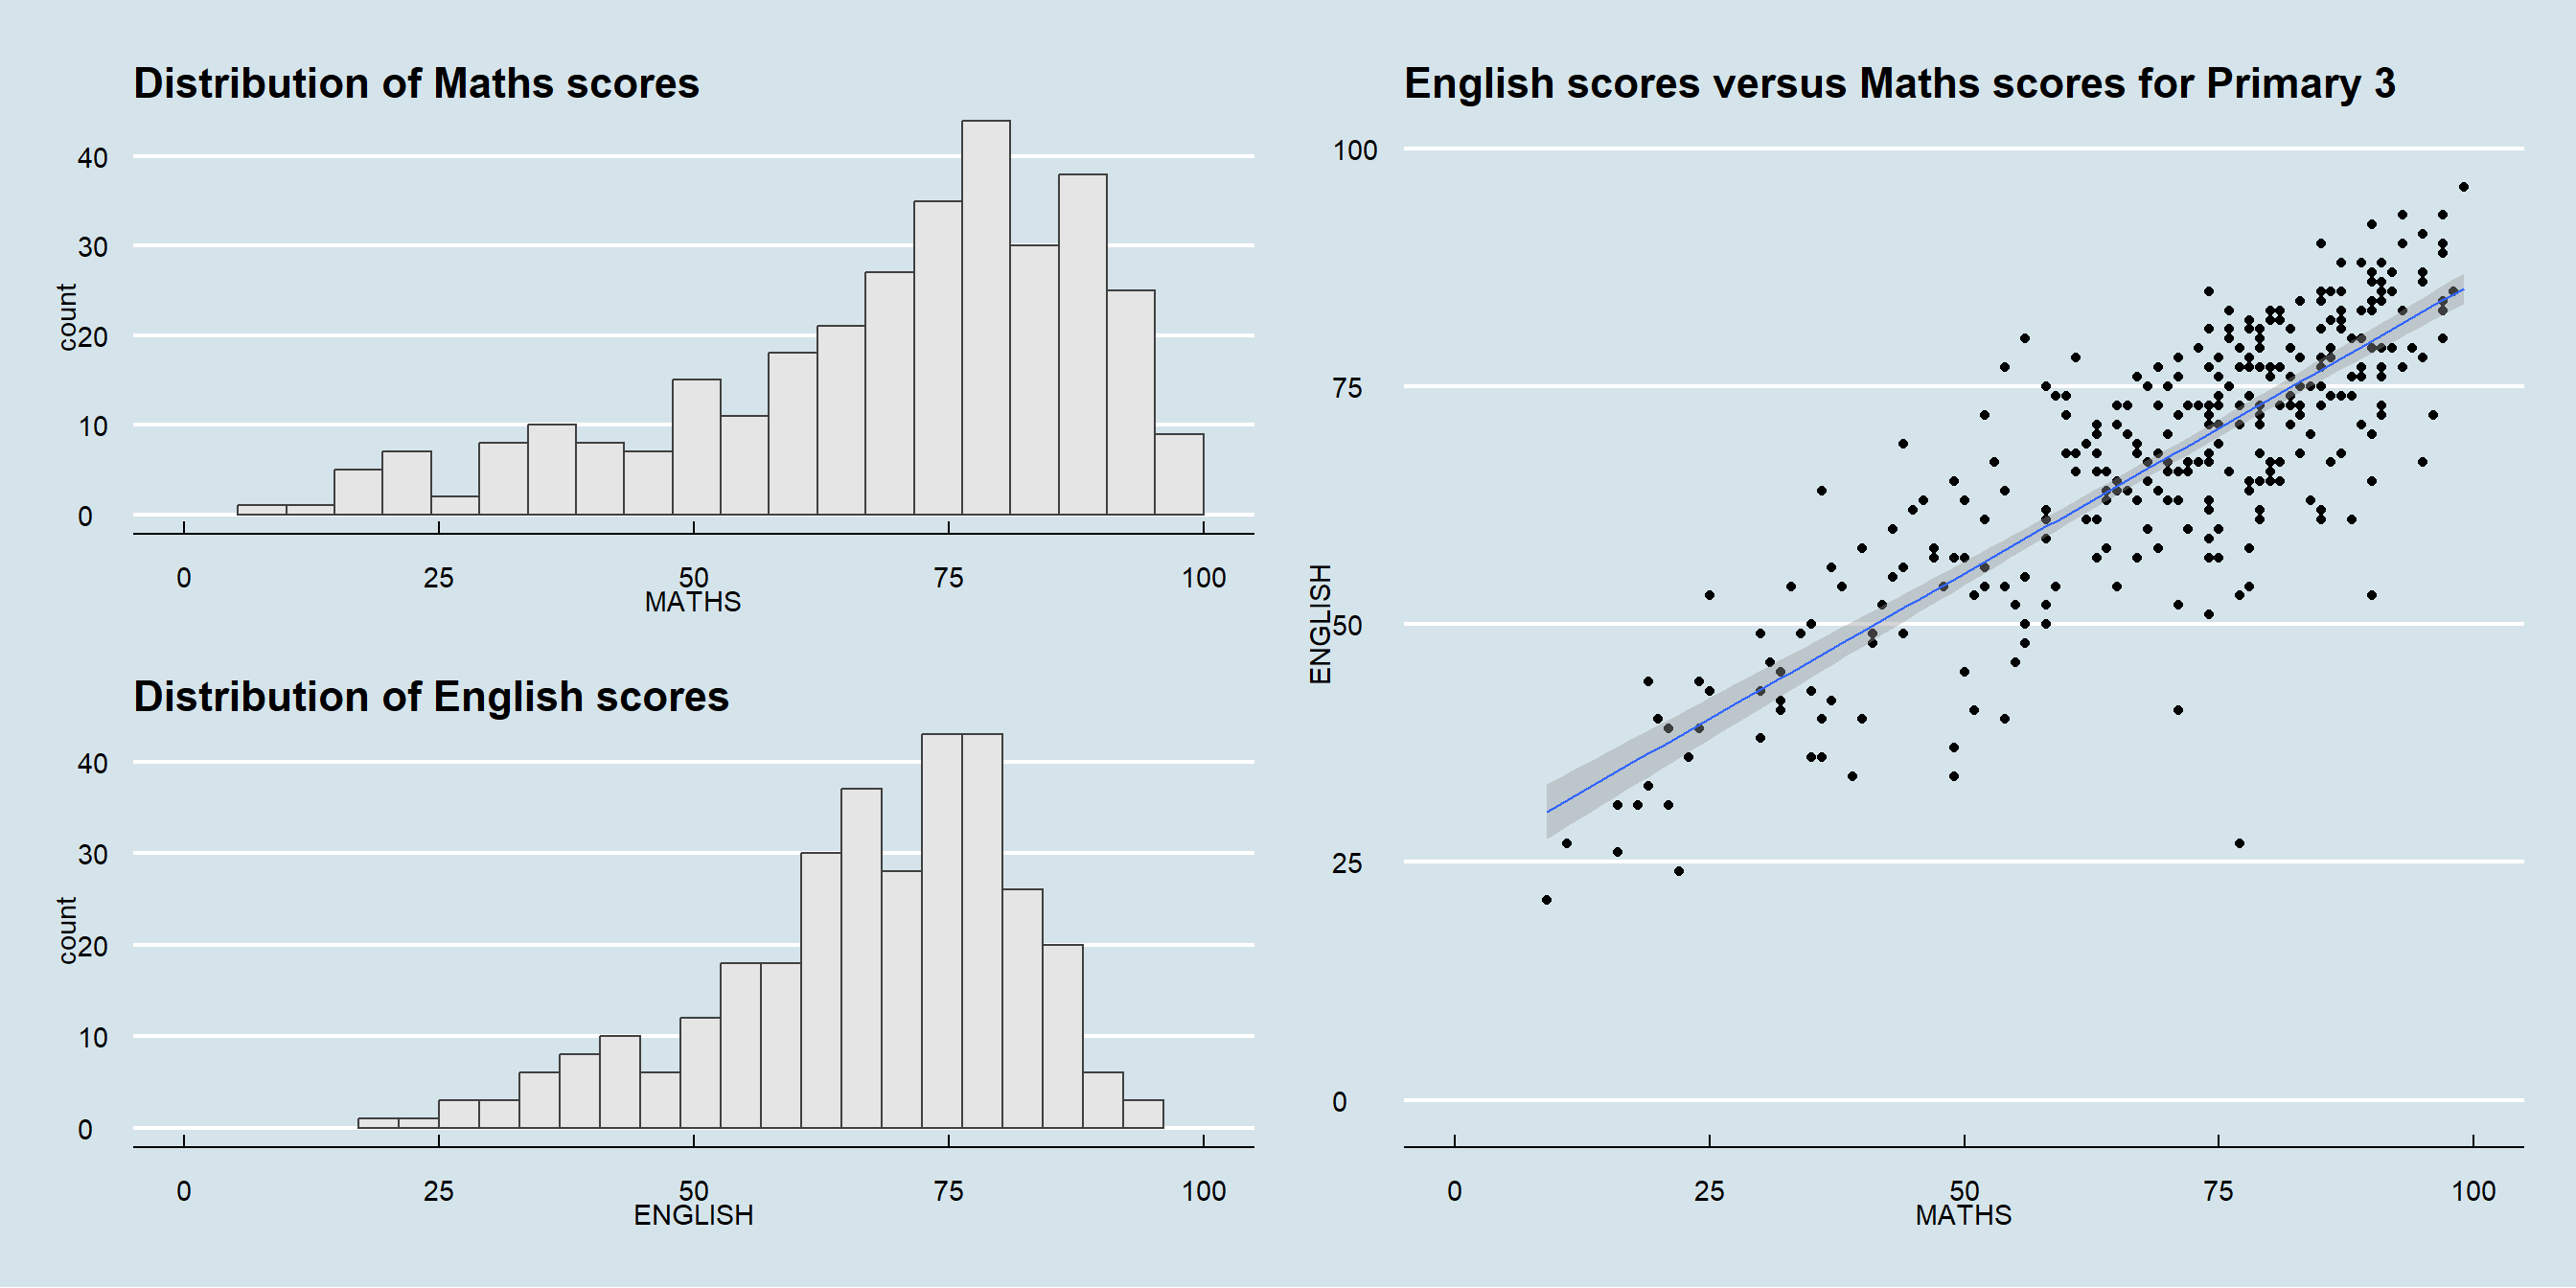 Distribution of Maths scores
40
30
20
10
0
count
0 25 50 75 100
MATHS
Distribution of English scores
40
30
20
10
0
count
0 25 50 75 100
ENGLISH
English scores versus Maths scores for Primary 3
100
75
50
25
0
ENGLISH
0 25 50 75 100
MATHS